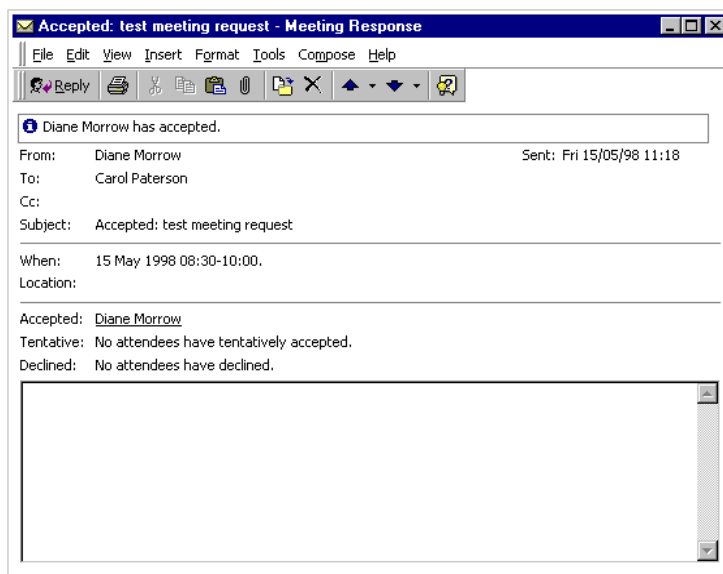 Accepted: test meeting request - Meeting Response
File Edit View Insert Format Tools Compose Help
Reply
Diane Morrow has accepted.
From: Diane Morrow Sent: Fri 15/05/98 11:18
To: Carol Paterson
Cc:
Subject: Accepted: test meeting request
When: 15 May 1998 08:30-10:00.
Location:
Accepted: Diane Morrow
Tentative: No attendees have tentatively accepted.
Declined: No attendees have declined.